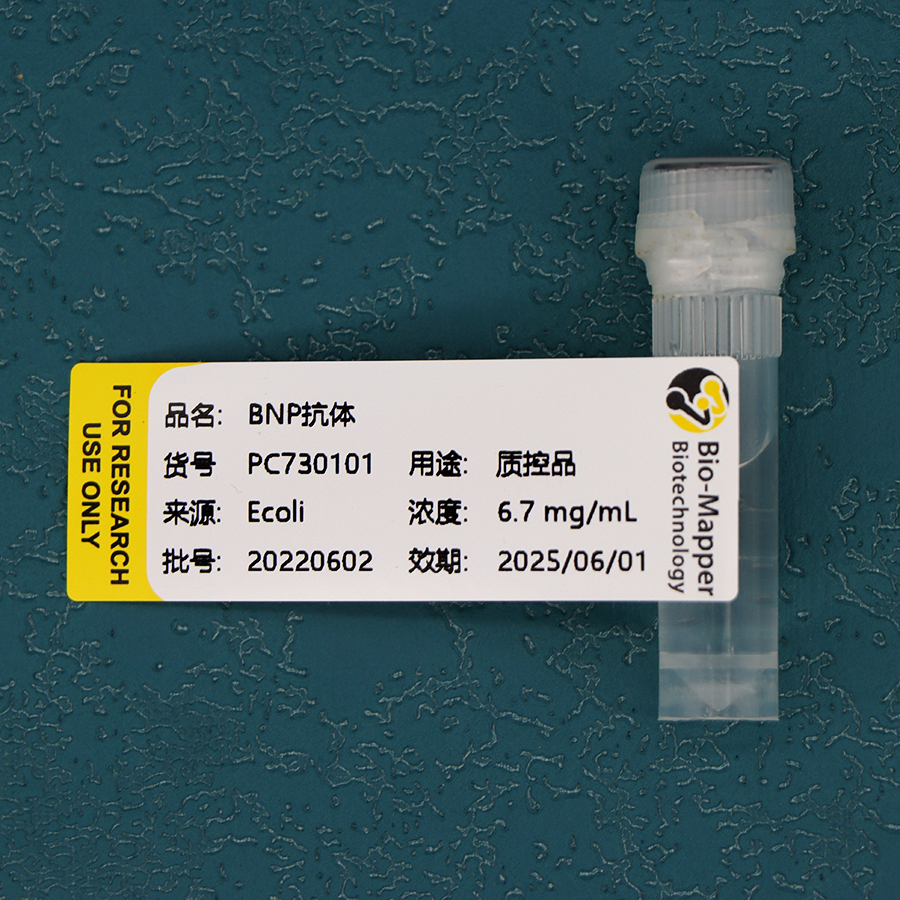 FOR RESEARCH
USE ONLY
品名: BNP抗体
货号 PC730101 用途: 质控品
来源: Ecoli 浓度: 6.7 mg/mL
批号: 20220602 效期: 2025/06/01
Bio-Mapper
Biotechnology